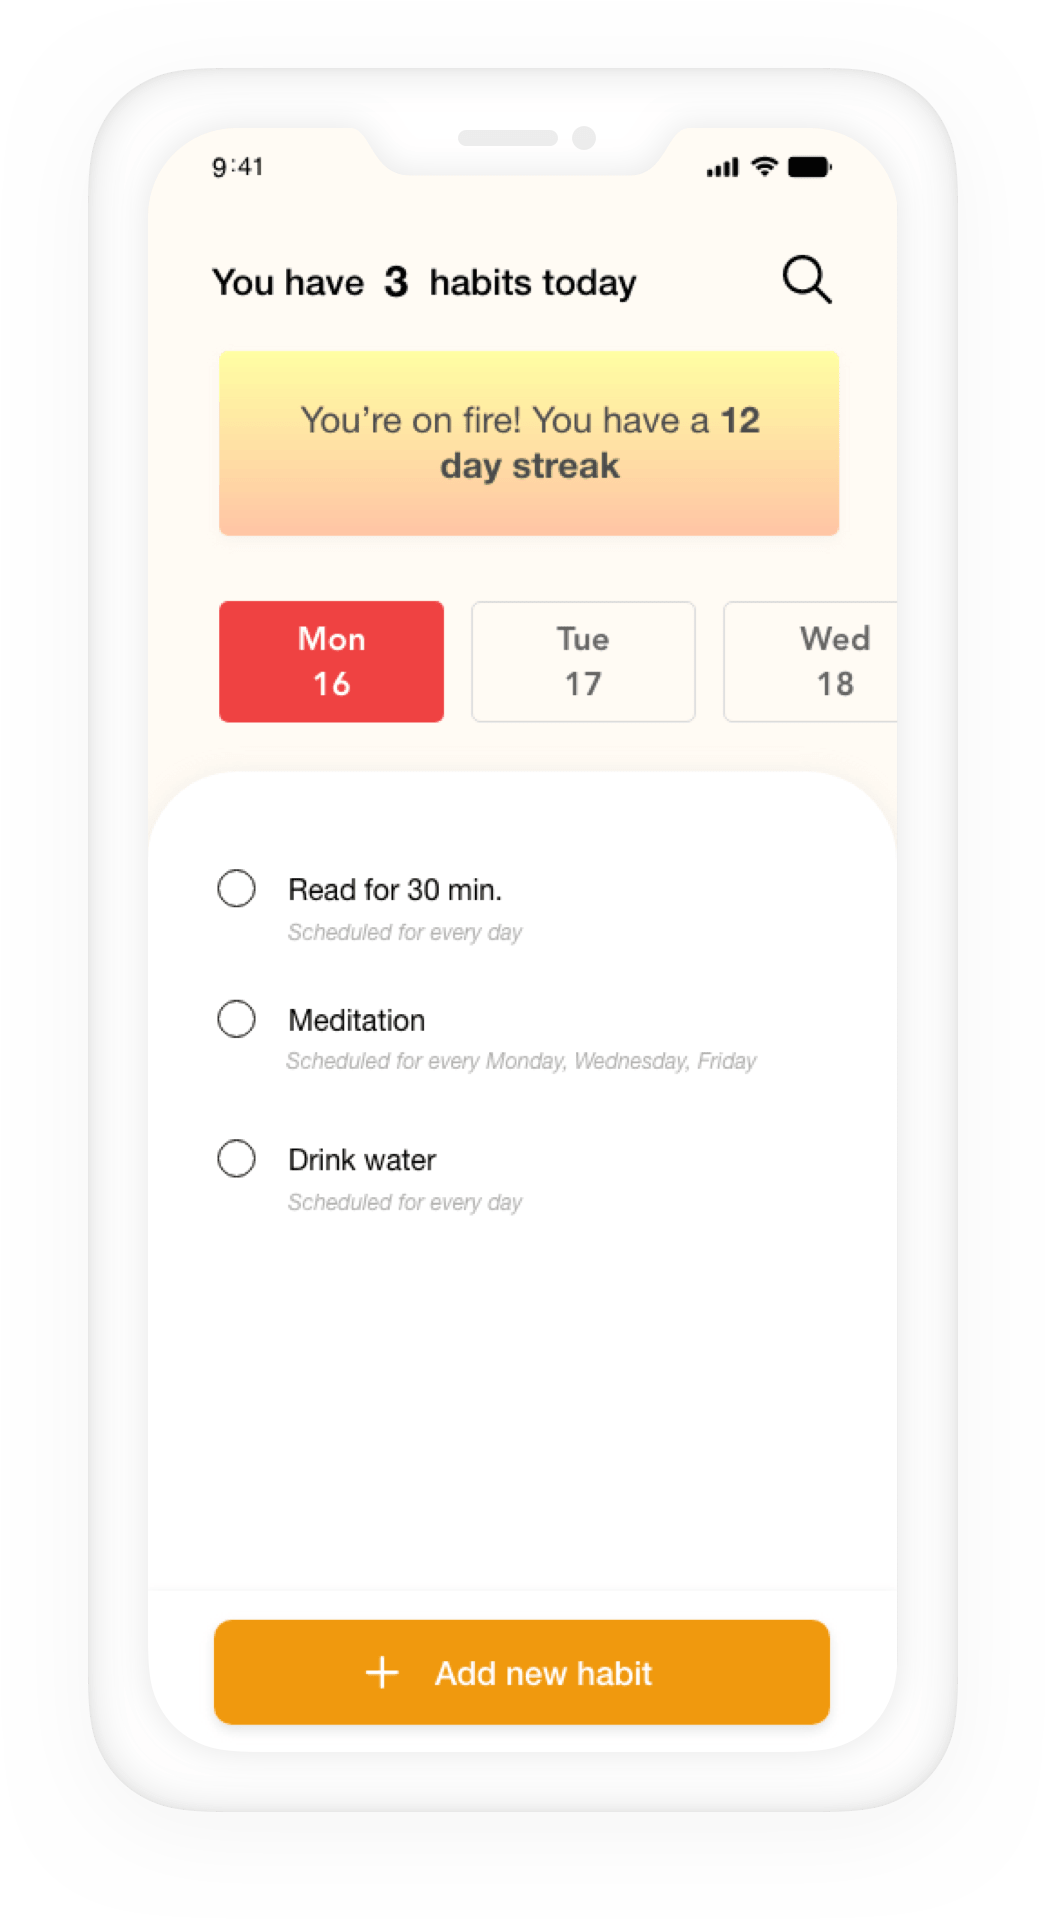 9:41
You have 3 habits today
You’re on fire! You have a 12
day streak
Mon
16
Tue
17
Wed
18
Read for 30 min.
Scheduled for every day
Meditation
Scheduled for every Monday, Wednesday, Friday
Drink water
Scheduled for every day
+ Add new habit